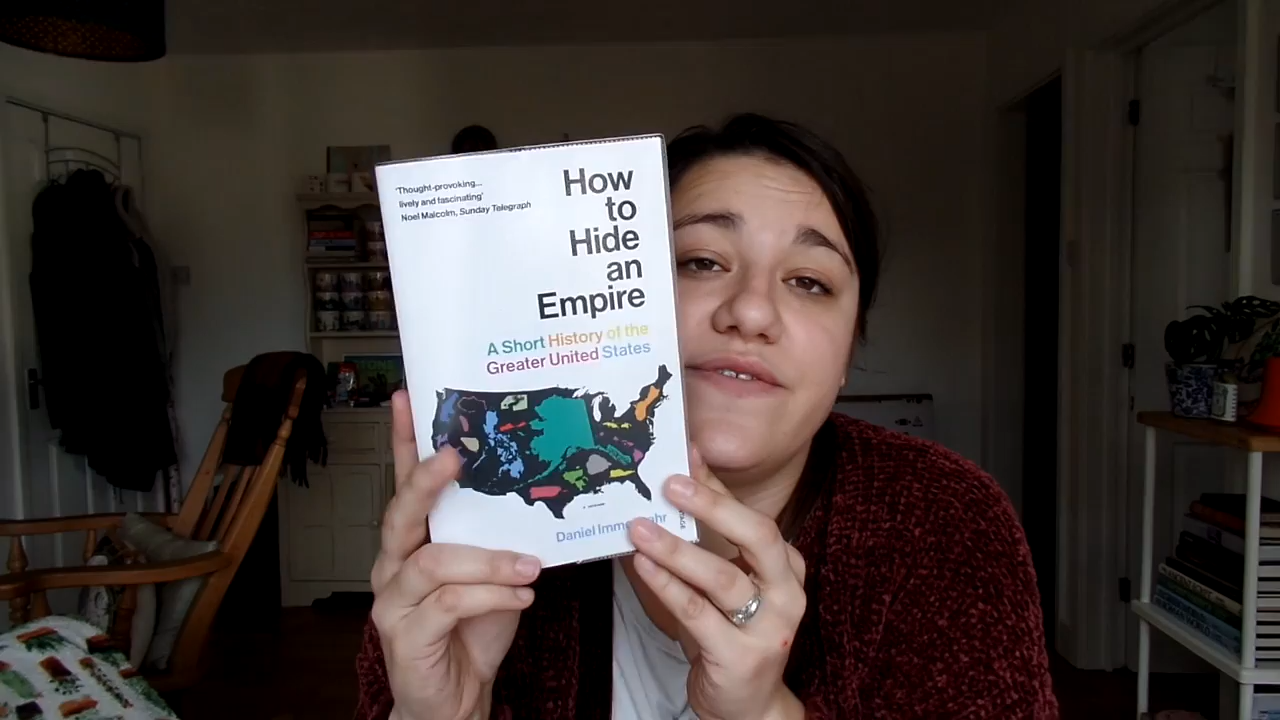 'Thought-provoking...
lively and fascinating'
Noel Malcolm, Sunday Telegraph
How
to
Hide
an
Empire
A Short History of the
Greater United States
Daniel